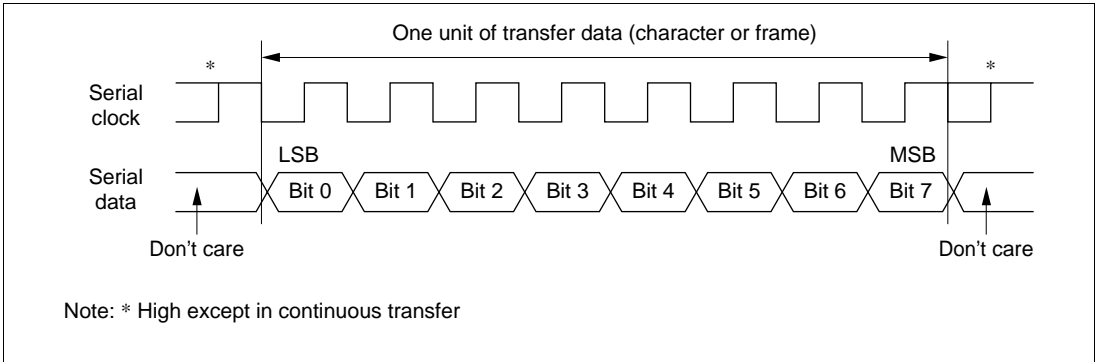 One unit of transfer data (character or frame)
*
*
Serial
clock
LSB
MSB
Serial
data
Bit 0
Bit 1
Bit 2
Bit 3
Bit 4
Bit 5
Bit 6
Bit 7
Don't care
Don't care
Note: * High except in continuous transfer